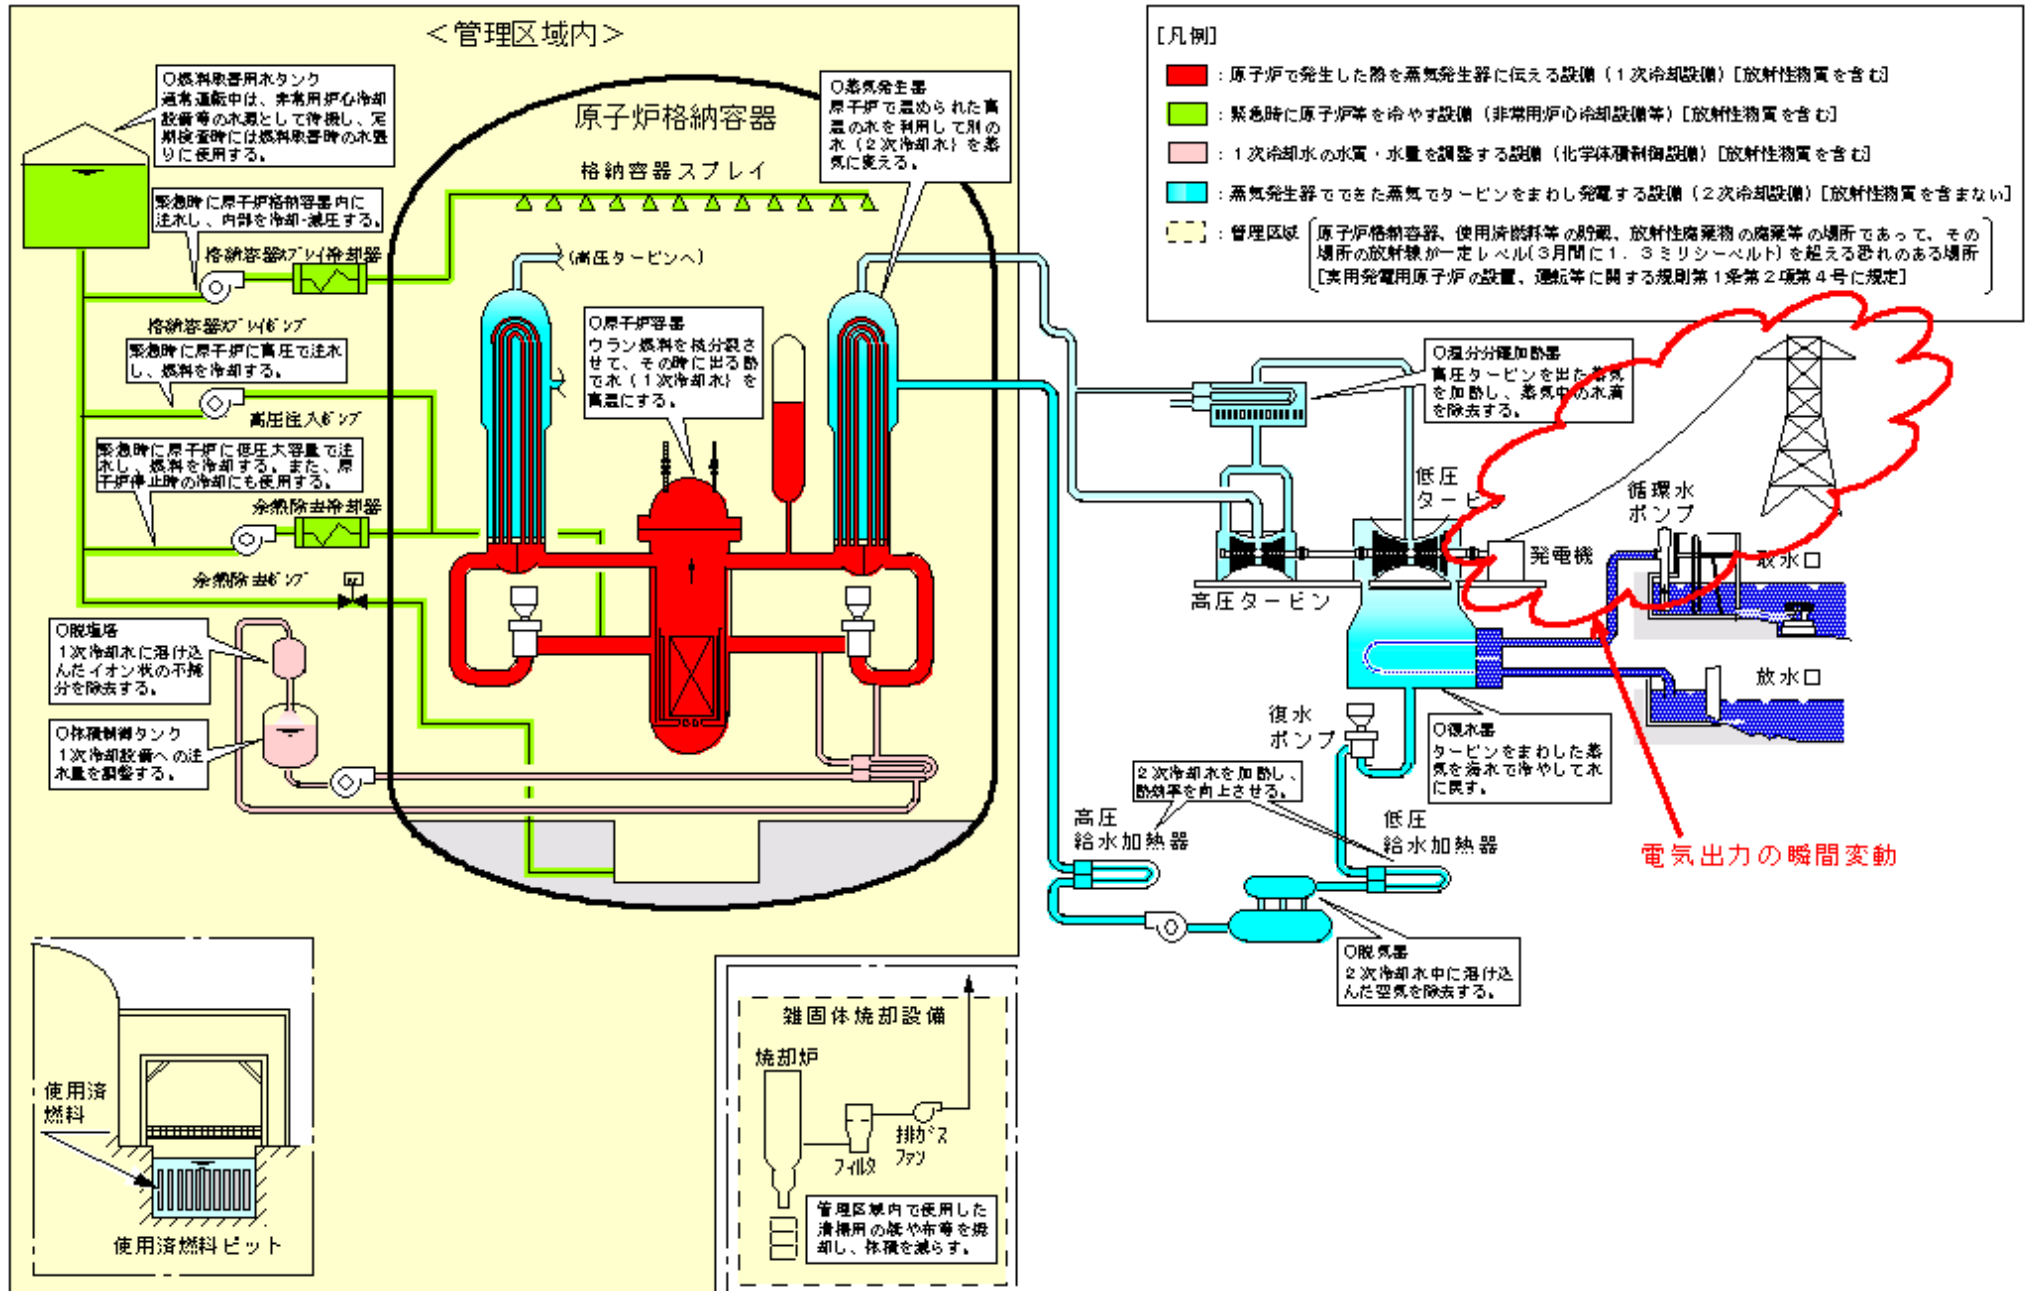 ＜管理区域内＞
○燃料取替用水タンク
通常運転中は、非常用炉心冷却
設備等の水源として待機し、定
期検査時には燃料取替時の水張
りに使用する。
緊急時に原子炉格納容器内に
注水し、内部を冷却・減圧する。
格納容器ｽﾌﾟﾚｲ冷却器
格納容器ｽﾌﾟﾚｲﾎﾟﾝﾌﾟ
緊急時に原子炉に高圧で注水
し、燃料を冷却する。
高圧注入ﾎﾟﾝﾌﾟ
緊急時に原子炉に低圧大容量で注
水し、燃料を冷却する。また、原
子炉停止時の冷却にも使用する。
余熱除去冷却器
余熱除去ﾎﾟﾝﾌﾟ
○脱塩塔
１次冷却水に溶け込
んだイオン状の不純
分を除去する。
○体積制御タンク
１次冷却設備への注
水量を調整する。
原子炉格納容器
格納容器スプレイ
○蒸気発生器
原子炉で温められた高
温の水を利用して別の
水（２次冷却水）を蒸
気に変える。
(高圧タービンへ)
○原子炉容器
ウラン燃料を核分裂さ
せて、その時に出る熱
で水（１次冷却水）を
高温にする。
[凡例]
：原子炉で発生した熱を蒸気発生器に伝える設備（１次冷却設備）[放射性物質を含む]
：緊急時に原子炉等を冷やす設備（非常用炉心冷却設備等）[放射性物質を含む]
：１次冷却水の水質・水量を調整する設備（化学体積制御設備）[放射性物質を含む]
：蒸気発生器でできた蒸気でタービンをまわし発電する設備（２次冷却設備）[放射性物質を含まない]
：管理区域
原子炉格納容器、使用済燃料等の貯蔵、放射性廃棄物の廃棄等の場所であって、その
場所の放射線が一定レベル(３月間に１．３ミリシーベルト)を超える恐れのある場所
[実用発電用原子炉の設置、運転等に関する規則第１条第２項第４号に規定]
○湿分分離加熱器
高圧タービンを出た蒸気
を加熱し、蒸気中の水滴
を除去する。
低圧
タービン
高圧タービン
発電機
循環水
ポンプ
取水口
放水口
復水
ポンプ
○復水器
タービンをまわした蒸
気を海水で冷やして水
に戻す。
２次冷却水を加熱し、
熱効率を向上させる。
高圧
給水加熱器
低圧
給水加熱器
電気出力の瞬間変動
○脱気器
２次冷却水中に溶け込
んだ空気を除去する。
使用済
燃料
使用済燃料ピット
雑固体焼却設備
焼却炉
フィルタ
排ｶﾞｽ
ﾌｧﾝ
管理区域内で使用した
清掃用の紙や布等を焼
却し、体積を減らす。